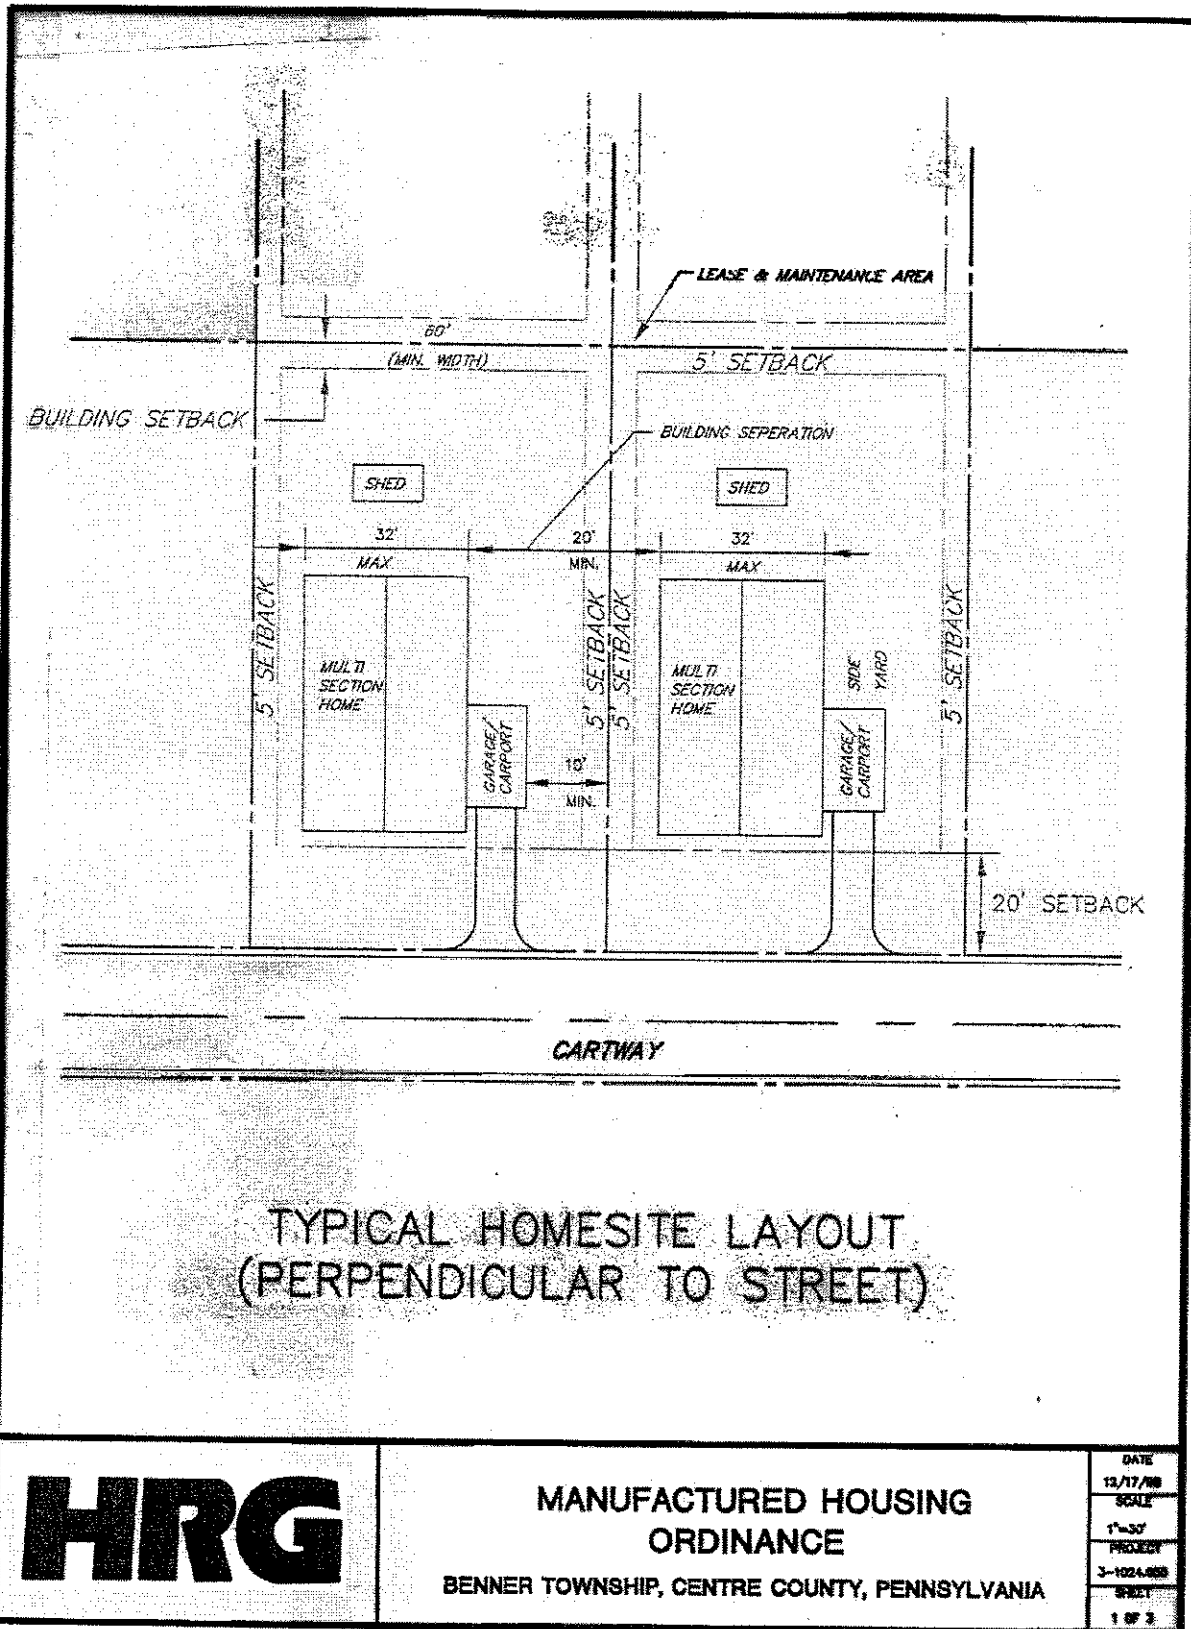 LEASE & MAINTENANCE AREA
60'
(MIN. WIDTH)
5' SETBACK
BUILDING SETBACK
BUILDING SEPERATION
SHED
SHED
32'
MAX
20'
MIN.
32'
MAX
5' SETBACK
5' SETBACK
5' SETBACK
5' SETBACK
MULTI
SECTION
HOME
MULTI
SECTION
HOME
SIDE
YARD
GARAGE/
CARPORT
GARAGE/
CARPORT
10'
MIN.
20' SETBACK
CARTWAY
TYPICAL HOMESITE LAYOUT
(PERPENDICULAR TO STREET)
HRG
MANUFACTURED HOUSING
ORDINANCE
BENNER TOWNSHIP, CENTRE COUNTY, PENNSYLVANIA
DATE
SCALE
1"=30'
PROJECT
SHEET
1 OF 3